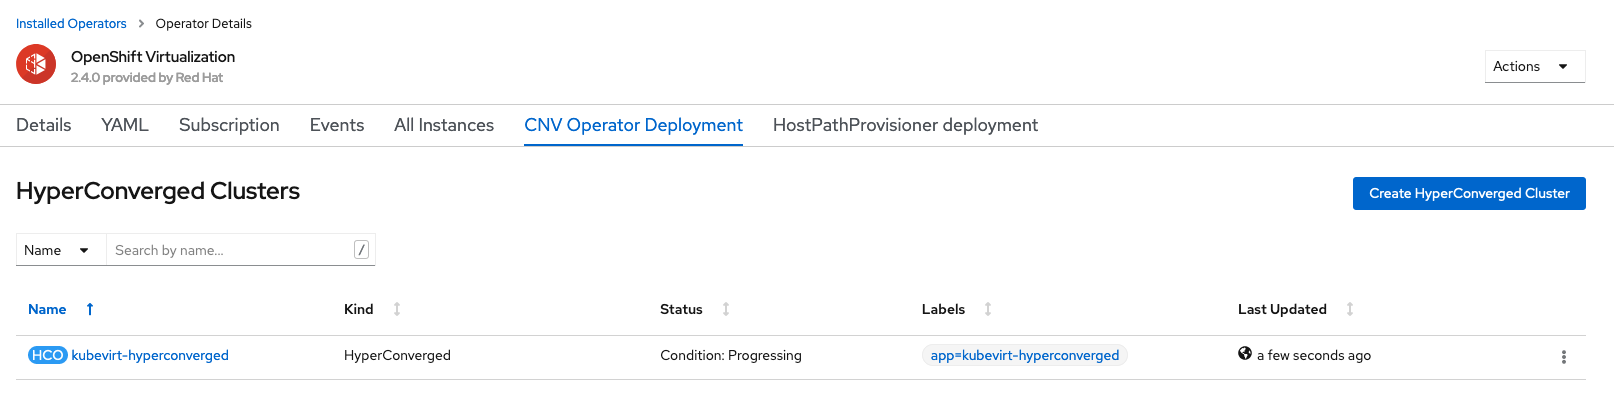 Installed Operators > Operator Details
OpenShift Virtualization
2.4.0 provided by Red Hat
Actions
Details YAML Subscription Events All Instances CNV Operator Deployment HostPathProvisioner deployment
HyperConverged Clusters
Create HyperConverged Cluster
Name Search by name... /
Name Kind Status Labels Last Updated
HCO kubevirt-hyperconverged HyperConverged Condition: Progressing app=kubevirt-hyperconverged a few seconds ago